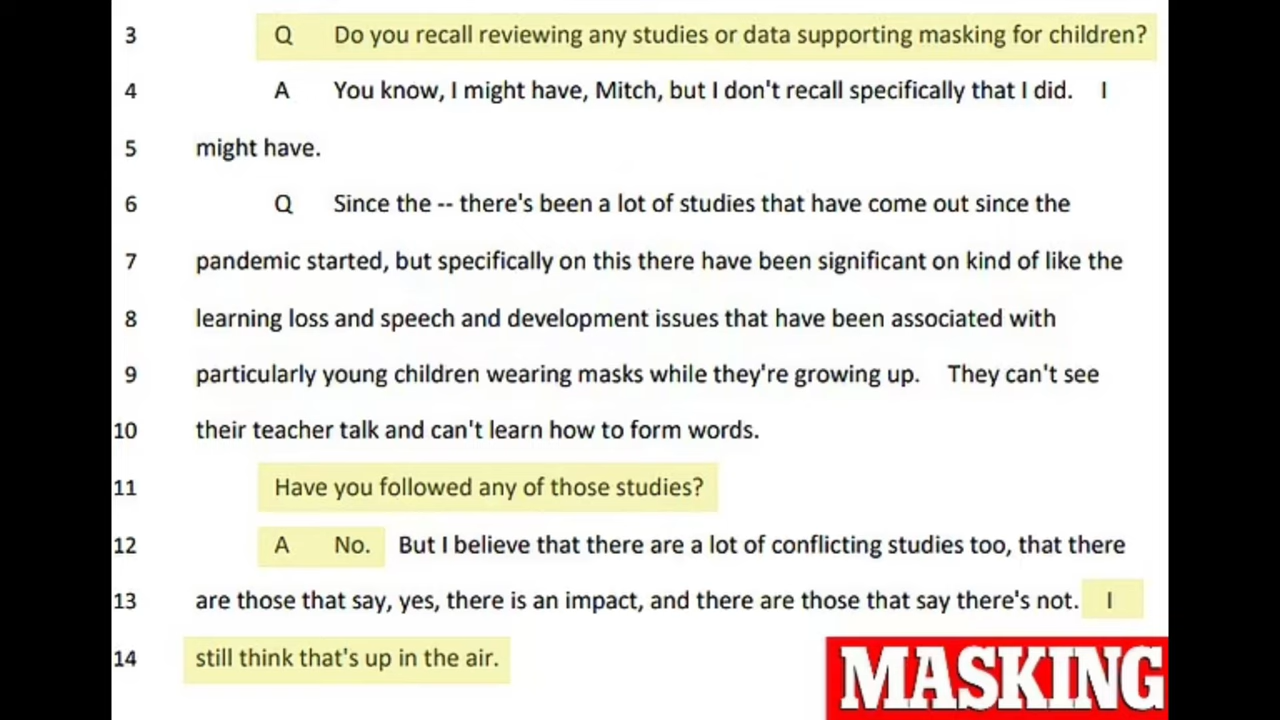 3 Q Do you recall reviewing any studies or data supporting masking for children?
4 A You know, I might have, Mitch, but I don't recall specifically that I did. I
5 might have.
6 Q Since the -- there's been a lot of studies that have come out since the
7 pandemic started, but specifically on this there have been significant on kind of like the
8 learning loss and speech and development issues that have been associated with
9 particularly young children wearing masks while they're growing up. They can't see
10 their teacher talk and can't learn how to form words.
11 Have you followed any of those studies?
12 A No. But I believe that there are a lot of conflicting studies too, that there
13 are those that say, yes, there is an impact, and there are those that say there's not. I
14 still think that's up in the air.
MASKING